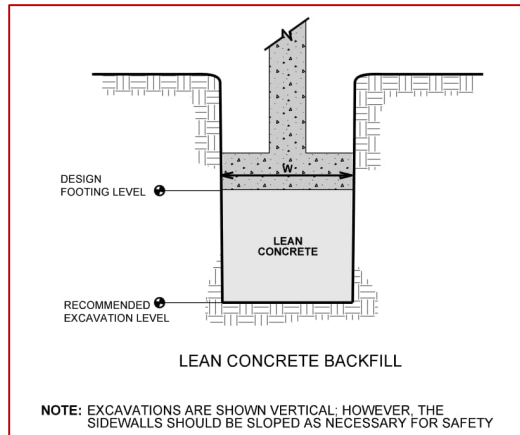 DESIGN
FOOTING LEVEL
W
LEAN
CONCRETE
RECOMMENDED
EXCAVATION LEVEL
LEAN CONCRETE BACKFILL
NOTE: EXCAVATIONS ARE SHOWN VERTICAL; HOWEVER, THE
SIDEWALLS SHOULD BE SLOPED AS NECESSARY FOR SAFETY